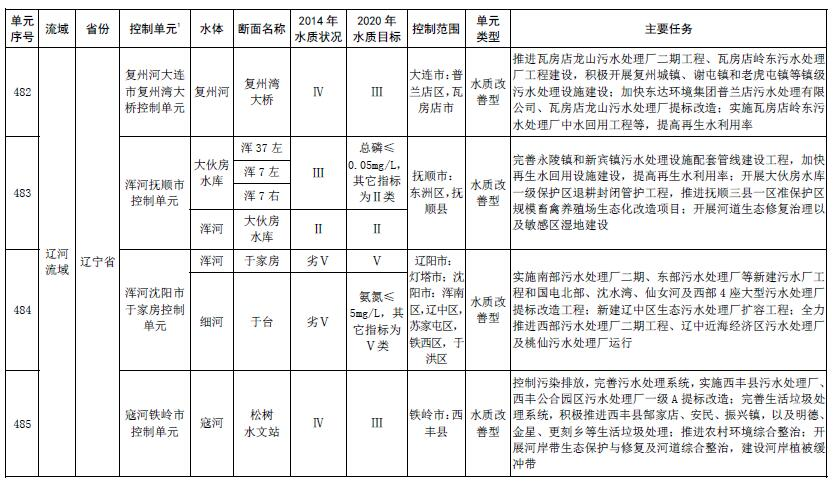 单元
序号
流域
省份
控制单元¹
水体
断面名称
2014 年
水质状况
2020 年
水质目标
控制范围
单元
类型
主要任务
辽河
流域
辽宁省
482
复州河大连
市复州湾大
桥控制单元
复州河
复州湾
大桥
Ⅳ
Ⅲ
大连市：普
兰店区，瓦
房店市
水质改
善型
推进瓦房店龙山污水处理厂二期工程、瓦房店岭东污水处理
厂工程建设，积极开展复州城镇、谢屯镇和老虎屯镇等镇级
污水处理设施建设；加快东达环境集团普兰店污水处理有限
公司、瓦房店龙山污水处理厂提标改造；实施瓦房店岭东污
水处理厂中水回用工程等，提高再生水利用率
483
浑河抚顺市
控制单元
大伙房
水库
浑 37 左
浑 7 左
浑 7 右
Ⅲ
总磷≤
0.05mg/L，
其它指标
为Ⅱ类
浑河
大伙房
水库
Ⅱ
Ⅱ
抚顺市：
东洲区，抚
顺县
水质改
善型
完善永陵镇和新宾镇污水处理设施配套管线建设工程，加快
再生水回用设施建设，提高再生水利用率；开展大伙房水库
一级保护区退耕封闭管护工程，推进抚顺三县一区准保护区
规模畜禽养殖场生态化改造项目；开展河道生态修复治理以
及敏感区湿地建设
484
浑河沈阳市
于家房控制
单元
浑河
于家房
劣Ⅴ
Ⅴ
细河
于台
劣Ⅴ
氨氮≤
5mg/L，其
它指标为
Ⅴ类
辽阳市：
灯塔市；沈
阳市：浑南
区，辽中区，
苏家屯区，
铁西区，于
洪区
水质改
善型
实施南部污水处理厂二期、东部污水处理厂等新建污水厂工
程和国电北部、沈水湾、仙女河及西部 4 座大型污水处理厂
提标改造工程；新建辽中区生态污水处理厂扩容工程；全力
推进西部污水处理厂二期工程、辽中近海经济区污水处理厂
及桃仙污水处理厂运行
485
寇河铁岭市
控制单元
寇河
松树
水文站
Ⅳ
Ⅲ
铁岭市：西
丰县
水质改
善型
控制污染排放，完善污水处理系统，实施西丰县污水处理厂、
西丰公合园区污水处理厂一级 A 提标改造；完善生活垃圾处
理系统，积极推进西丰县郜家店、安民、振兴镇，以及明德、
金星、更刻乡等生活垃圾处理；推进农村环境综合整治；开
展河岸带生态保护与修复及河道综合整治，建设河岸植被缓
冲带